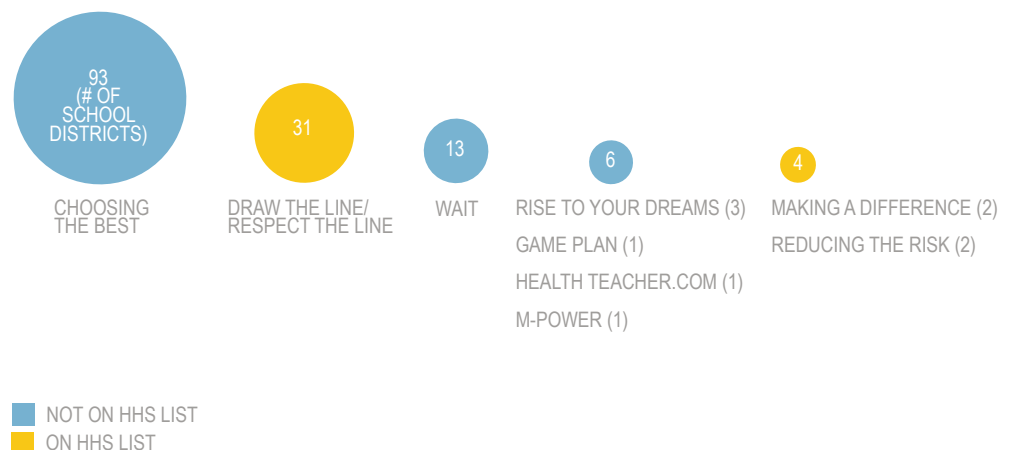 93
(# OF
SCHOOL
DISTRICTS)
31
13
6
4
CHOOSING
THE BEST
DRAW THE LINE/
RESPECT THE LINE
WAIT
RISE TO YOUR DREAMS (3)
GAME PLAN (1)
HEALTH TEACHER.COM (1)
M-POWER (1)
MAKING A DIFFERENCE (2)
REDUCING THE RISK (2)
NOT ON HHS LIST
ON HHS LIST